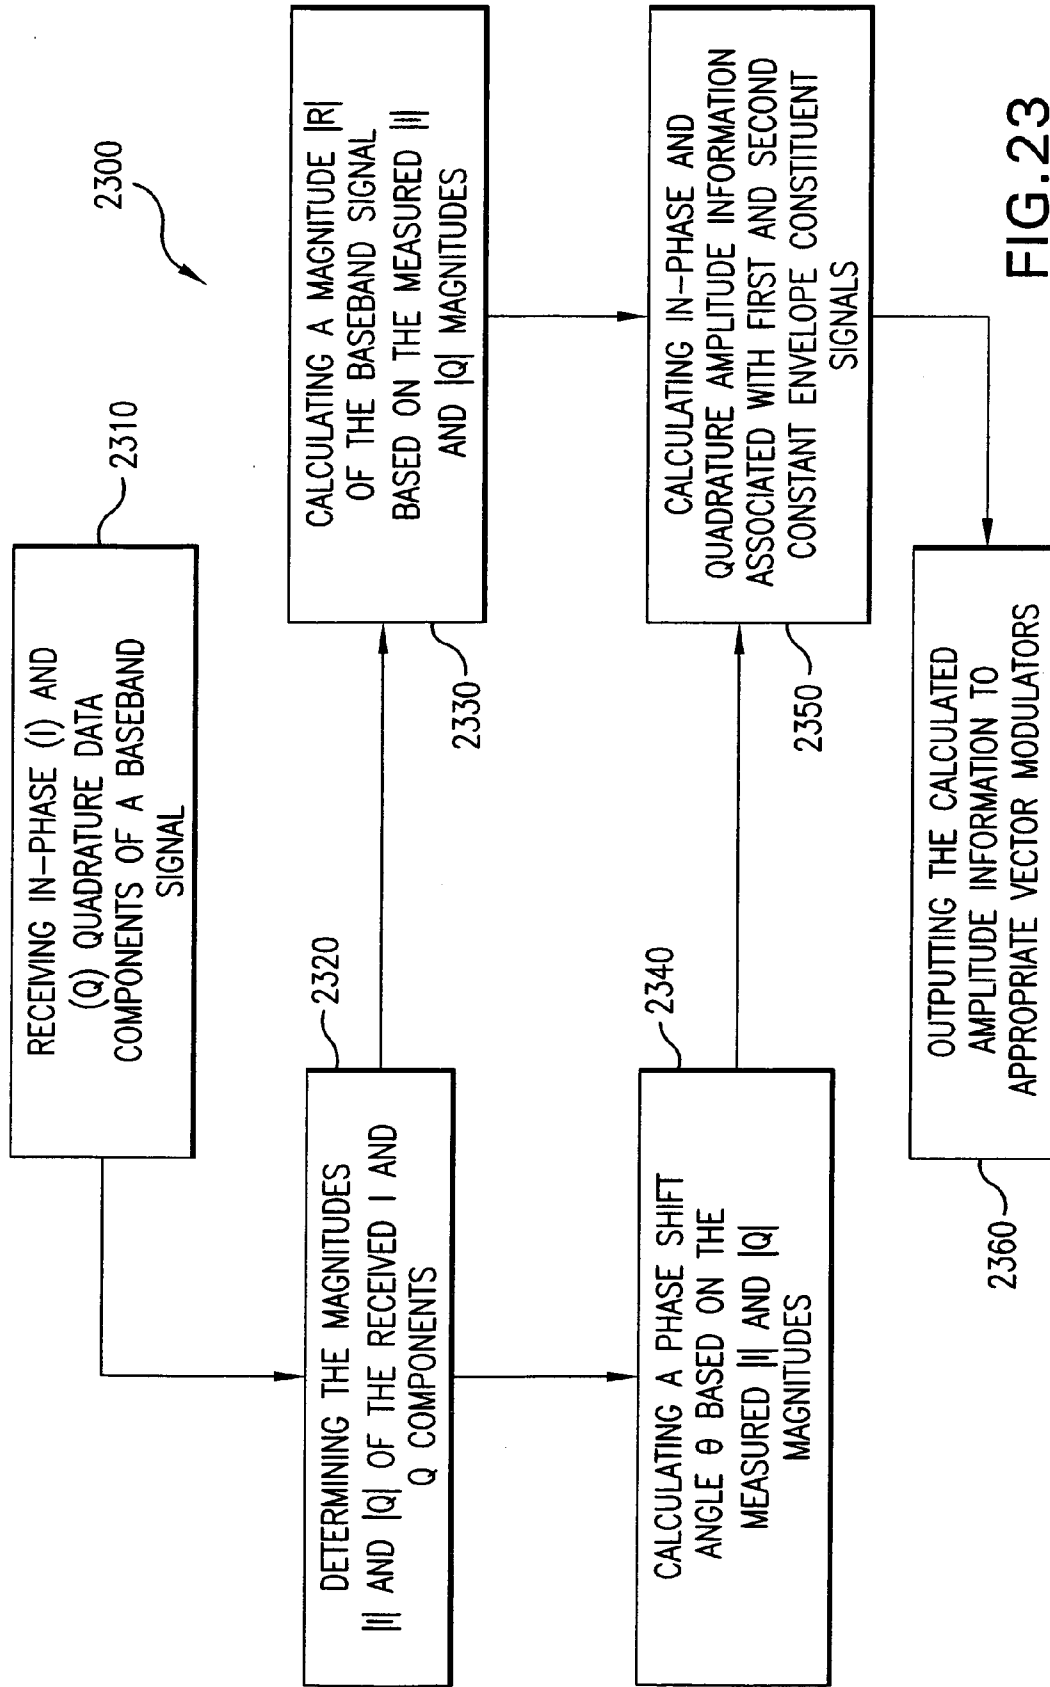 2300
RECEIVING IN-PHASE (I) AND
(Q) QUADRATURE DATA
COMPONENTS OF A BASEBAND
SIGNAL
2310
DETERMINING THE MAGNITUDES
|I| AND |Q| OF THE RECEIVED I AND
Q COMPONENTS
2320
CALCULATING A MAGNITUDE |R|
OF THE BASEBAND SIGNAL
BASED ON THE MEASURED |I|
AND |Q| MAGNITUDES
2330
CALCULATING A PHASE SHIFT
ANGLE θ BASED ON THE
MEASURED |I| AND |Q|
MAGNITUDES
2340
CALCULATING IN-PHASE AND
QUADRATURE AMPLITUDE INFORMATION
ASSOCIATED WITH FIRST AND SECOND
CONSTANT ENVELOPE CONSTITUENT
SIGNALS
2350
OUTPUTTING THE CALCULATED
AMPLITUDE INFORMATION TO
APPROPRIATE VECTOR MODULATORS
2360
FIG.23